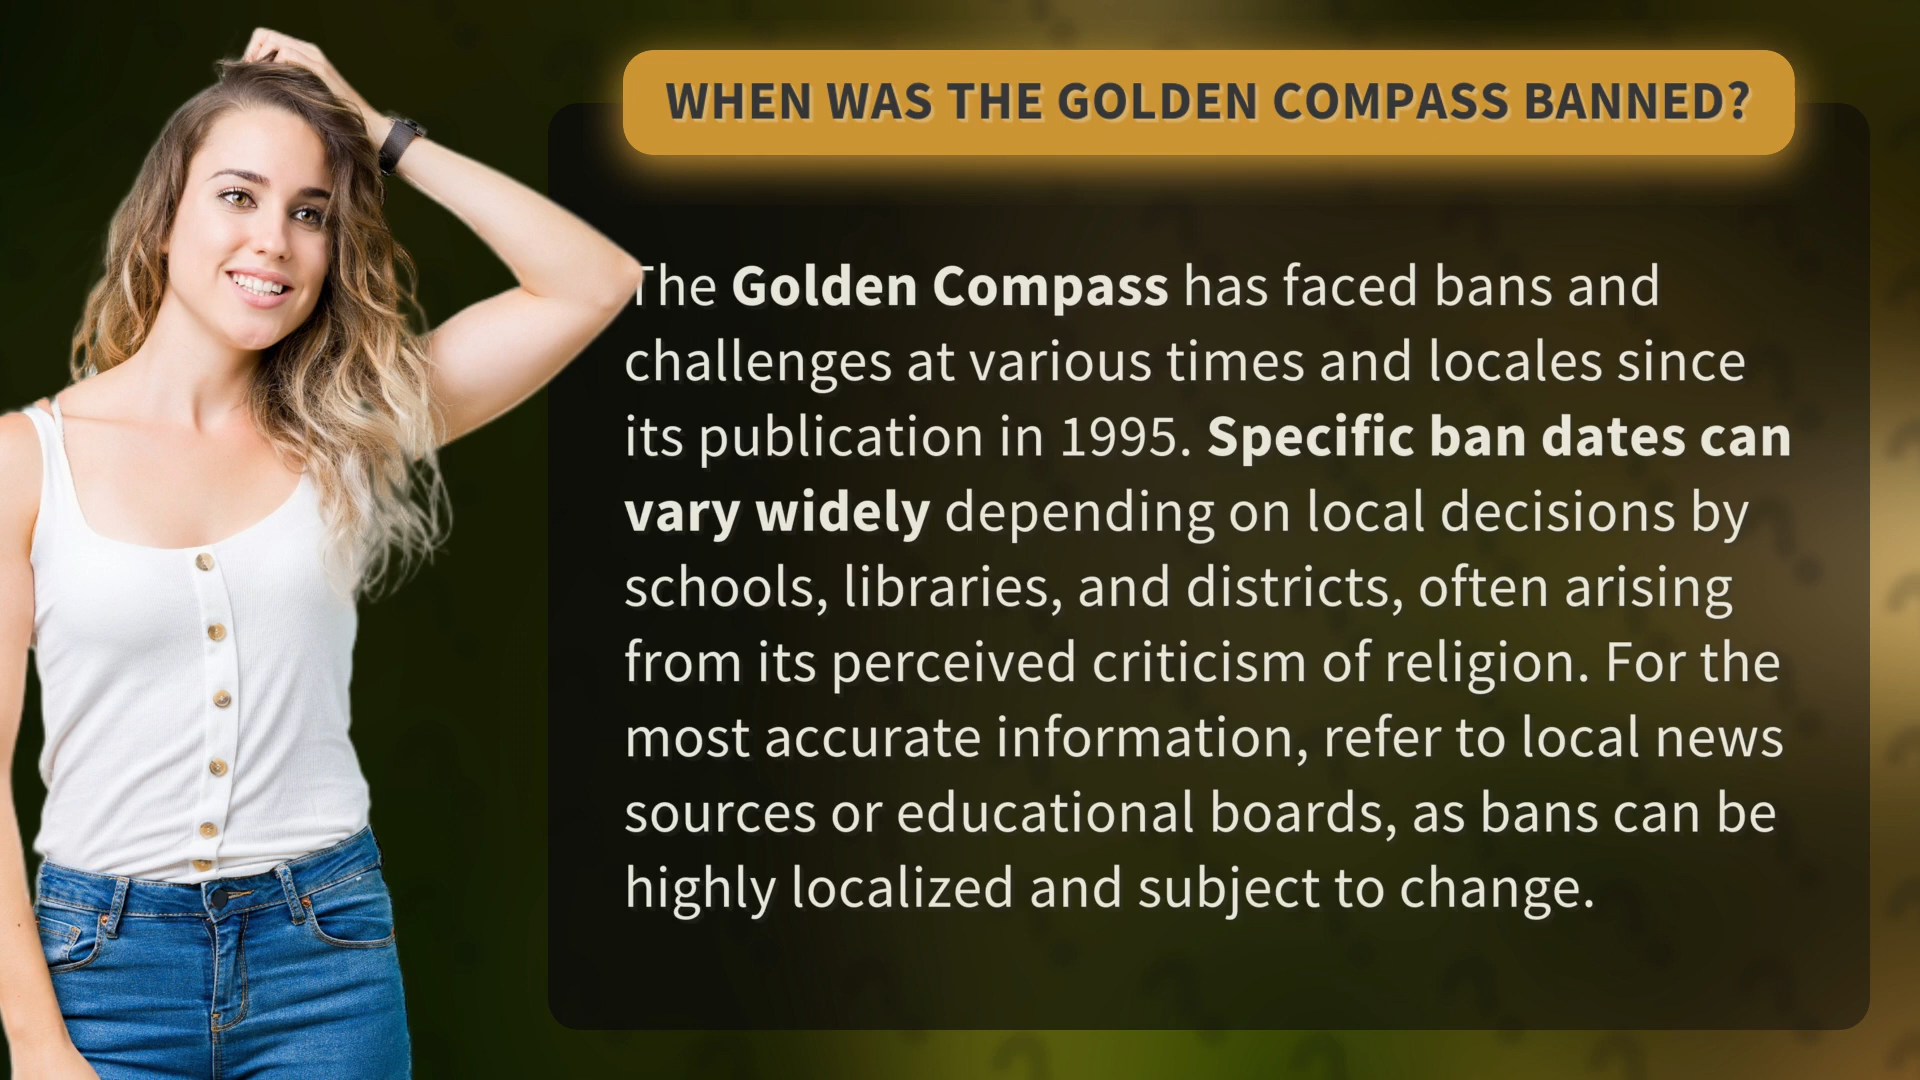 WHEN WAS THE GOLDEN COMPASS BANNED?
The Golden Compass has faced bans and
challenges at various times and locales since
its publication in 1995. Specific ban dates can
vary widely depending on local decisions by
schools, libraries, and districts, often arising
from its perceived criticism of religion. For the
most accurate information, refer to local news
sources or educational boards, as bans can be
highly localized and subject to change.